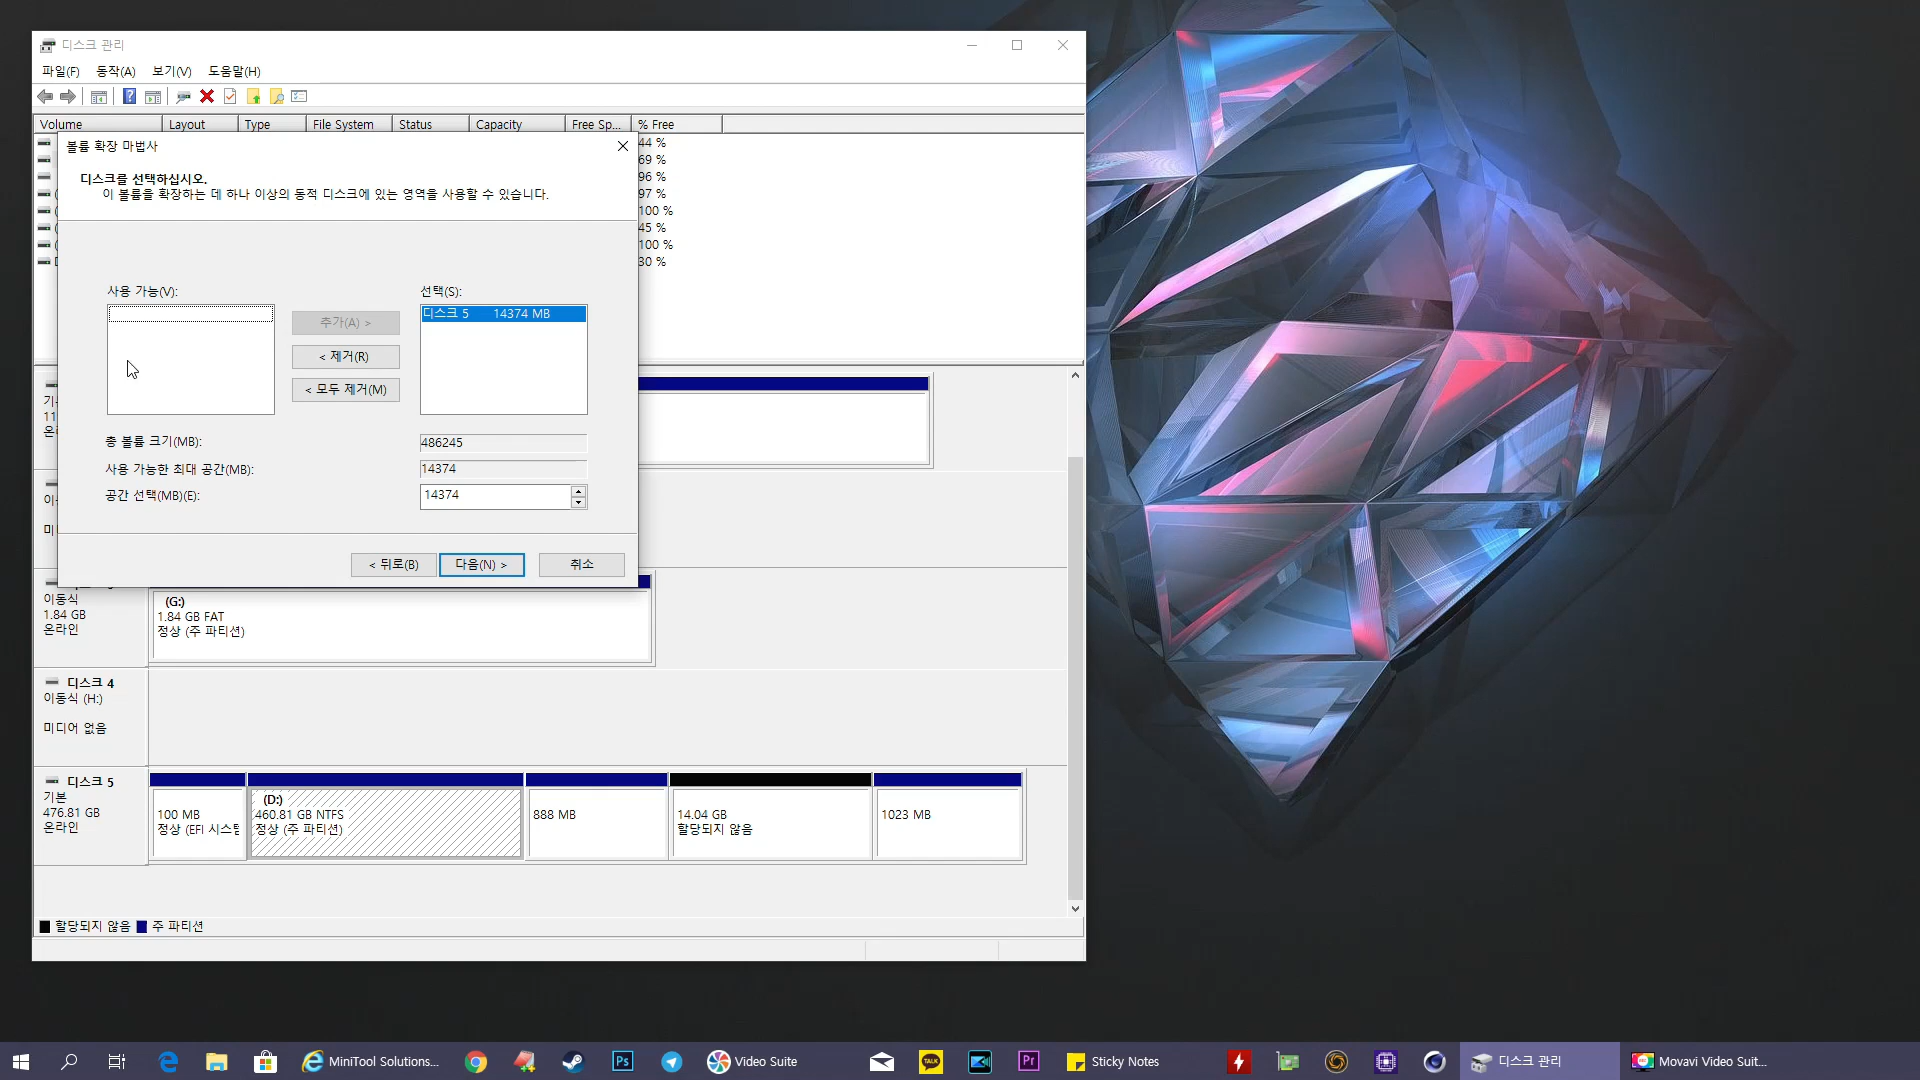 디스크 관리
파일(F) 동작(A) 보기(V) 도움말(H)
Volume Layout Type File System Status Capacity Free Sp... % Free
44 %
69 %
96 %
97 %
100 %
45 %
100 %
30 %
볼륨 확장 마법사
디스크를 선택하십시오.
이 볼륨을 확장하는 데 하나 이상의 동적 디스크에 있는 영역을 사용할 수 있습니다.
사용 가능(V): 선택(S):
디스크 5 14374 MB
추가(A) >
< 제거(R)
< 모두 제거(M)
총 볼륨 크기(MB): 486245
사용 가능한 최대 공간(MB): 14374
공간 선택(MB)(E): 14374
< 뒤로(B) 다음(N) > 취소
이동식
1.84 GB
온라인
(G:)
1.84 GB FAT
정상 (주 파티션)
디스크 4
이동식 (H:)
미디어 없음
디스크 5
기본
476.81 GB
온라인
100 MB
정상 (EFI 시스템
(D:)
460.81 GB NTFS
정상 (주 파티션)
888 MB
14.04 GB
할당되지 않음
1023 MB
할당되지 않음 주 파티션
MiniTool Solutions... Ps Video Suite TALK Pr Sticky Notes 디스크 관리 Movavi Video Suit...